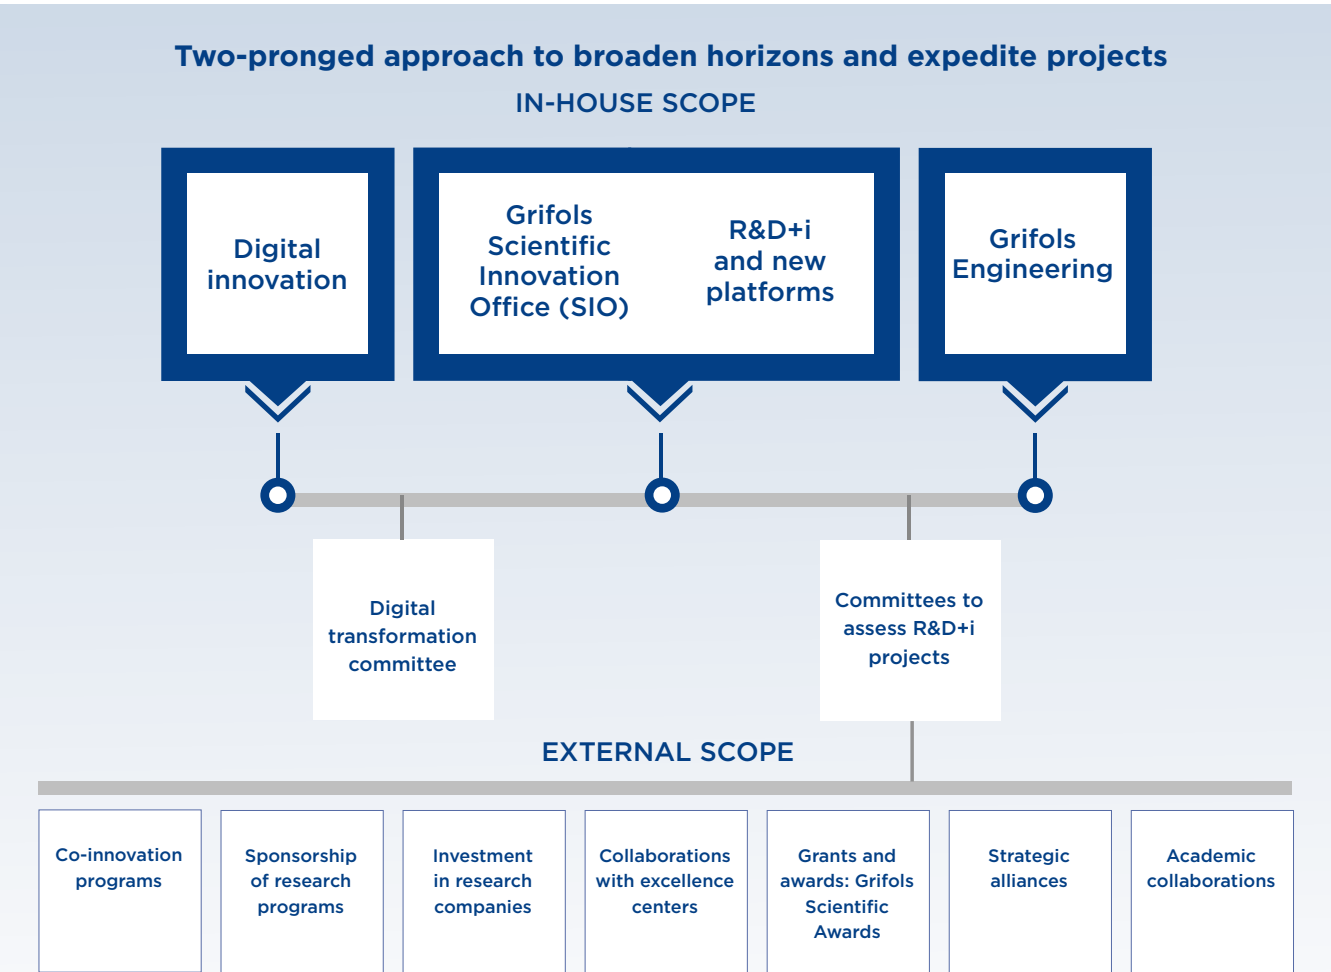 Two-pronged approach to broaden horizons and expedite projects
IN-HOUSE SCOPE
Digital
innovation
Grifols
Scientific
Innovation
Office (SIO)
R&D+i
and new
platforms
Grifols
Engineering
Digital
transformation
committee
Committees to
assess R&D+i
projects
EXTERNAL SCOPE
Co-innovation
programs
Sponsorship
of research
programs
Investment
in research
companies
Collaborations
with excellence
centers
Grants and
awards: Grifols
Scientific
Awards
Strategic
alliances
Academic
collaborations